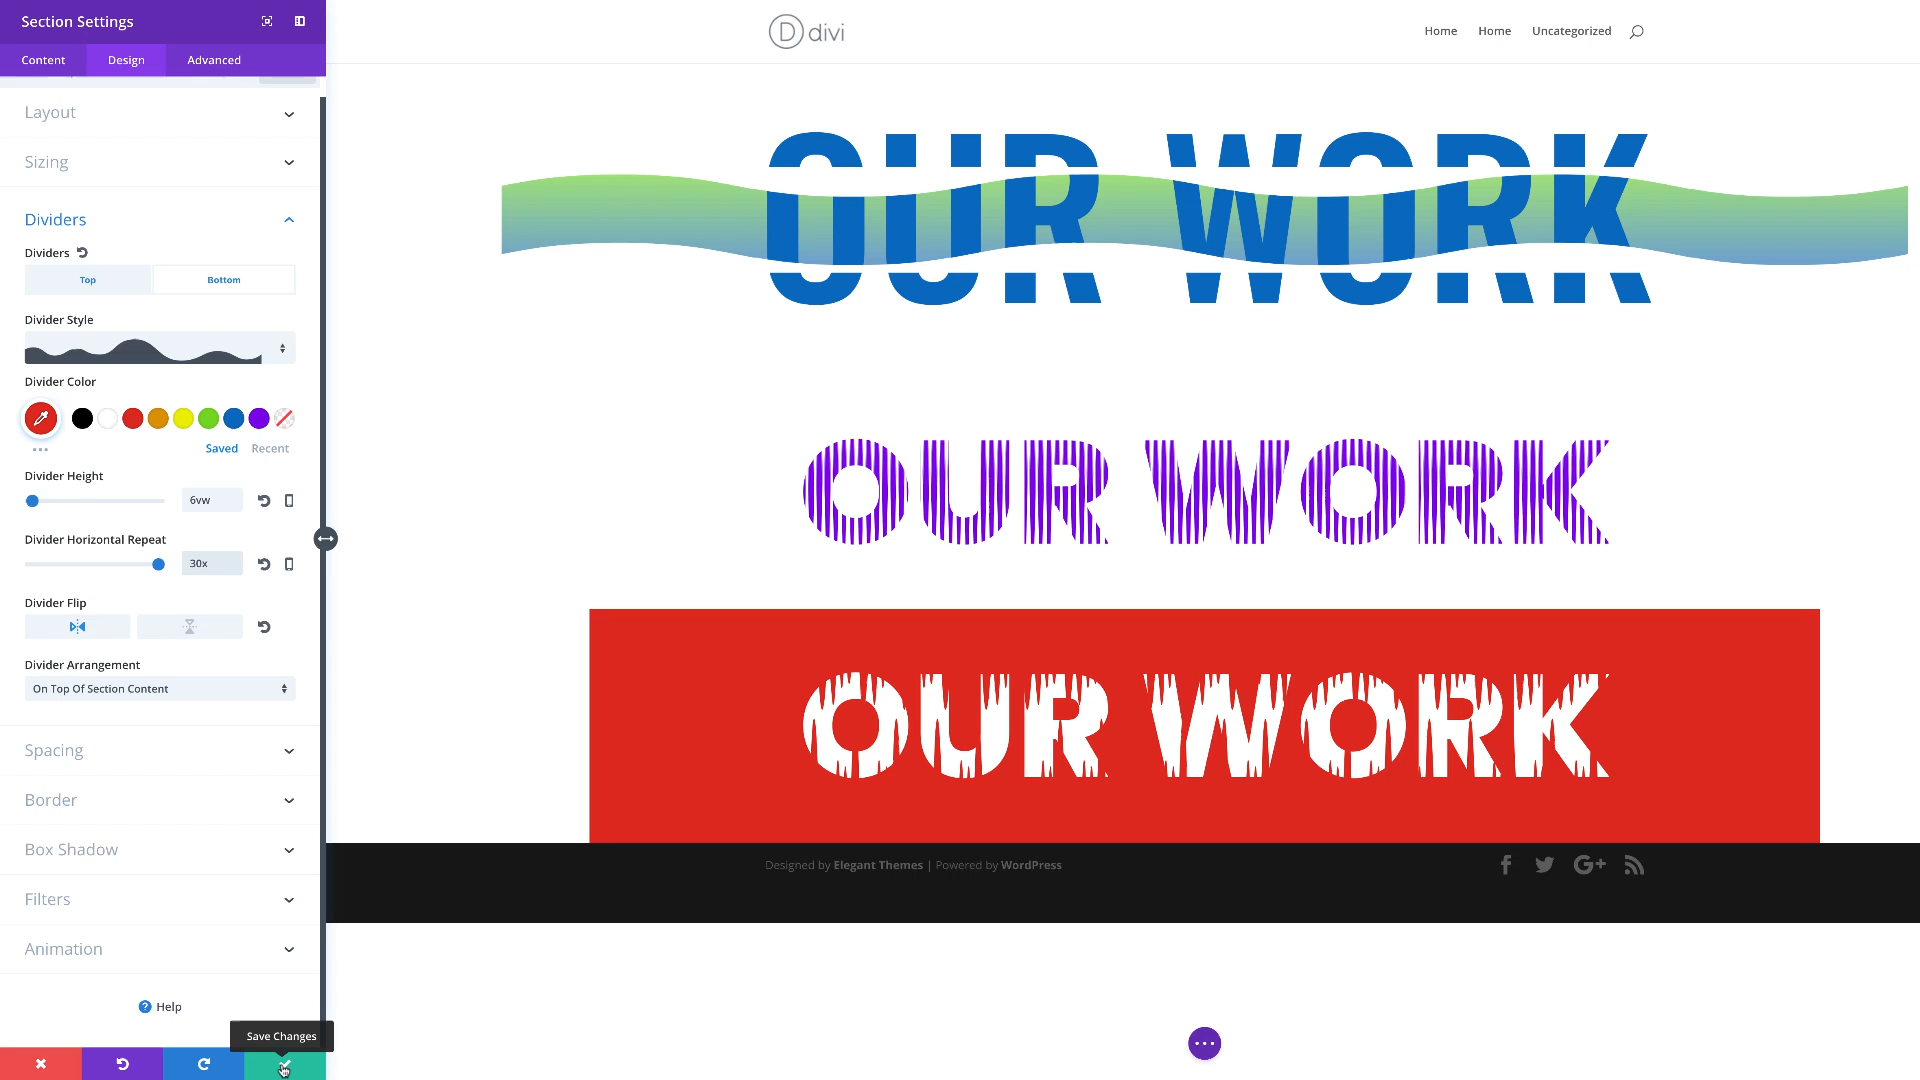 Section Settings
Content Design Advanced
Layout
Sizing
Dividers
Dividers
Top Bottom
Divider Style
Divider Color
Saved Recent
Divider Height
6vw
Divider Horizontal Repeat
30x
Divider Flip
Divider Arrangement
On Top Of Section Content
Spacing
Border
Box Shadow
Filters
Animation
? Help
Save Changes
D divi
Home Home Uncategorized
OUR WORK
OUR WORK
OUR WORK
Designed by Elegant Themes | Powered by WordPress